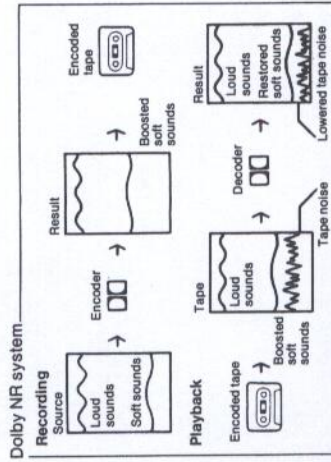 Dolby NR system
Recording
Source
Loud
sounds
Soft sounds
Encoder
Result
Boosted
soft
sounds
Encoded
tape
Playback
Encoded tape
Boosted
soft
sounds
Tape
Loud
sounds
Tape noise
Decoder
Result
Loud
sounds
Restored
soft sounds
Lowered tape noise